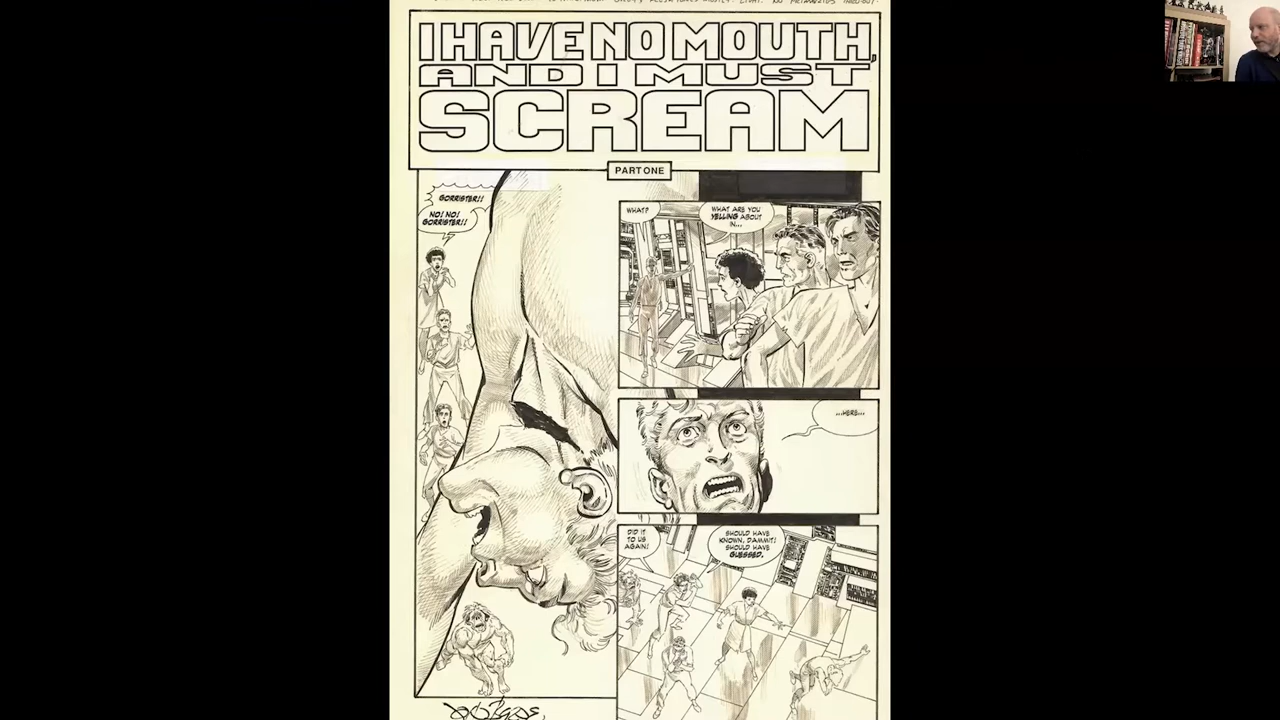 I HAVE NO MOUTH,
AND I MUST
SCREAM
PART ONE
GORRISTER!!
NO! NO!
GORRISTER!!
WHAT?
WHAT ARE YOU
YELLING ABOUT
IN...
...HERE...
DID IT
TO US
AGAIN!
SHOULD HAVE
KNOWN, DAMMIT!
SHOULD HAVE
GUESSED.